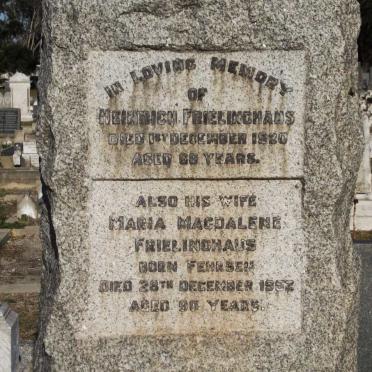 IN LOVING MEMORY
OF
HEINRICH FRIELINGHAUS
DIED 1ST DECEMBER 1920
AGED 68 YEARS.
ALSO HIS WIFE
MARIA MAGDALENE
FRIELINGHAUS
BORN FEHRSEN
DIED 28TH DECEMBER 1952
AGED 90 YEARS.